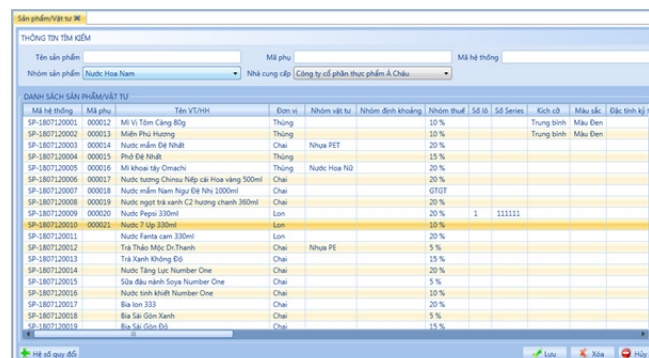 Sản phẩm/Vật tư
THÔNG TIN TÌM KIẾM
Tên sản phẩm Mã phụ Mã hệ thống
Nhóm sản phẩm Nước Hoa Nam Nhà cung cấp Công ty cổ phần thực phẩm Á Châu
DANH SÁCH SẢN PHẨM/VẬT TƯ
Mã hệ thống Mã phụ Tên VT/HH Đơn vị Nhóm vật tư Nhóm định khoảng Nhóm thuế Số lô Số Series Kích cỡ Màu sắc Đặc tính kỹ
SP-1807120001 000012 Mì Vị Tôm Càng 80g Thùng 10 % Trung bình Màu Đen
SP-1807120002 000013 Miến Phú Hương Thùng 10 % Trung bình Màu Đen
SP-1807120003 000014 Nước mắm Đệ Nhất Chai Nhựa PET 20 %
SP-1807120004 000015 Phở Đệ Nhất Thùng 15 %
SP-1807120005 000016 Mì khoai tây Omachi Thùng Nước Hoa Nữ 20 %
SP-1807120006 000017 Nước tương Chinsu Nếp cái Hoa vàng 500ml Chai 20 %
SP-1807120007 000018 Nước mắm Nam Ngư Đệ Nhị 1000ml Chai GTGT
SP-1807120008 000019 Nước ngọt trà xanh C2 hương chanh 360ml Chai 20 %
SP-1807120009 000020 Nước Pepsi 330ml Lon 20 % 1 111111
SP-1807120010 000021 Nước 7 Up 330ml Lon 10 %
SP-1807120011 Nước Fanta cam 330ml Lon 20 %
SP-1807120012 Trà Thảo Mộc Dr.Thanh Chai Nhựa PE 5 %
SP-1807120013 Trà Xanh Không Độ Chai 15 %
SP-1807120014 Nước Tăng Lực Number One Chai 20 %
SP-1807120015 Sữa đậu nành Soya Number One Chai 5 %
SP-1807120016 Nước tinh khiết Number One Chai 10 %
SP-1807120017 Bia lon 333 Chai 20 %
SP-1807120018 Bia Sài Gòn Xanh Chai 5 %
SP-1807120019 Bia Sài Gòn Đỏ Chai 15 %
Hệ số quy đổi Lưu Xóa Hủy